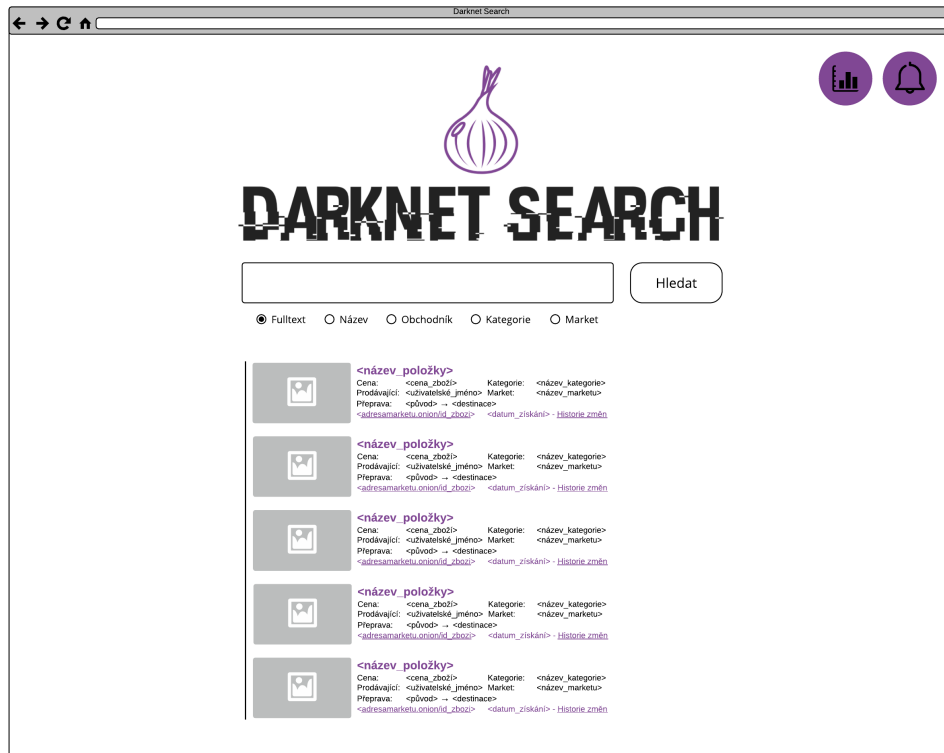 Darknet Search
DARKNET SEARCH
Hledat
Fulltext Název Obchodník Kategorie Market
<název_položky>
Cena: <cena_zboží> Kategorie: <název_kategorie>
Prodávající: <uživatelské_jméno> Market: <název_marketu>
Přeprava: <původ> → <destinace>
<adresamarketu.onion/id_zbozi> <datum_získání> - Historie změn
<název_položky>
Cena: <cena_zboží> Kategorie: <název_kategorie>
Prodávající: <uživatelské_jméno> Market: <název_marketu>
Přeprava: <původ> → <destinace>
<adresamarketu.onion/id_zbozi> <datum_získání> - Historie změn
<název_položky>
Cena: <cena_zboží> Kategorie: <název_kategorie>
Prodávající: <uživatelské_jméno> Market: <název_marketu>
Přeprava: <původ> → <destinace>
<adresamarketu.onion/id_zbozi> <datum_získání> - Historie změn
<název_položky>
Cena: <cena_zboží> Kategorie: <název_kategorie>
Prodávající: <uživatelské_jméno> Market: <název_marketu>
Přeprava: <původ> → <destinace>
<adresamarketu.onion/id_zbozi> <datum_získání> - Historie změn
<název_položky>
Cena: <cena_zboží> Kategorie: <název_kategorie>
Prodávající: <uživatelské_jméno> Market: <název_marketu>
Přeprava: <původ> → <destinace>
<adresamarketu.onion/id_zbozi> <datum_získání> - Historie změn